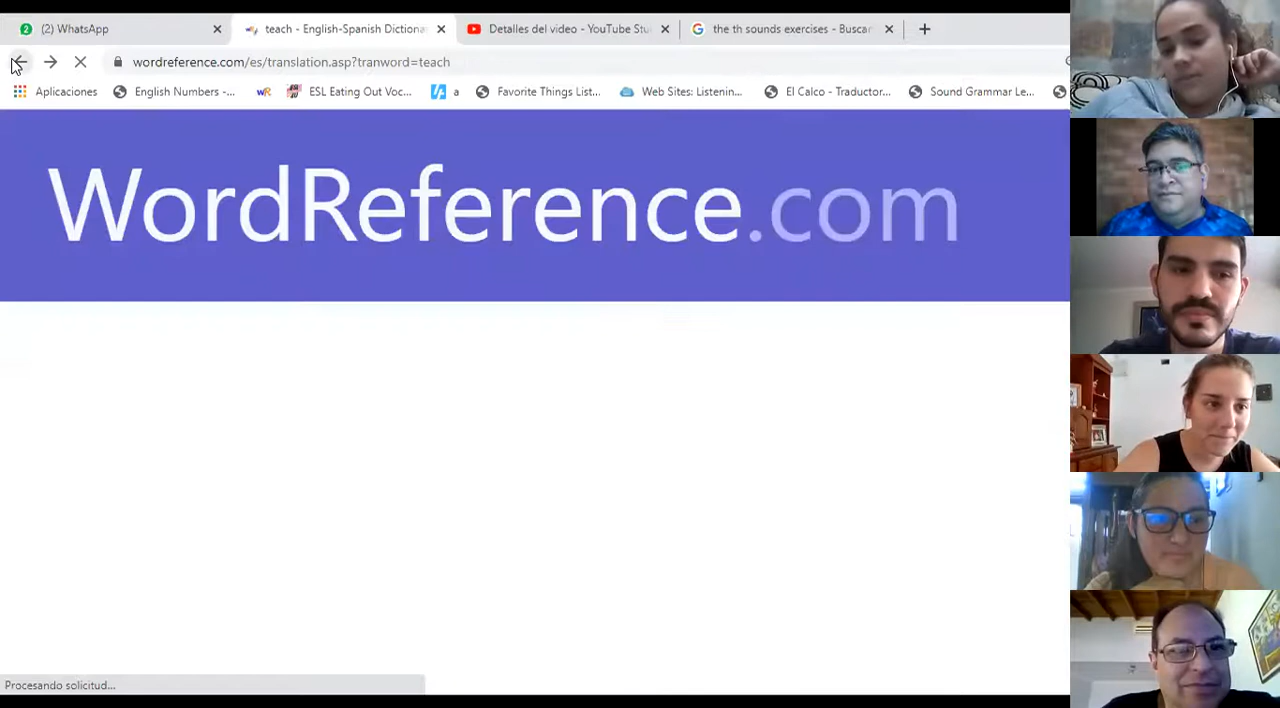 (2) WhatsApp
teach - English-Spanish Dictiona
Detalles del video - YouTube Stu
the th sounds exercises - Buscar
wordreference.com/es/translation.asp?tranword=teach
Aplicaciones
English Numbers -...
wR
ESL Eating Out Voc...
a
Favorite Things List...
Web Sites: Listenin...
El Calco - Traductor...
Sound Grammar Le...
WordReference.com
Procesando solicitud...